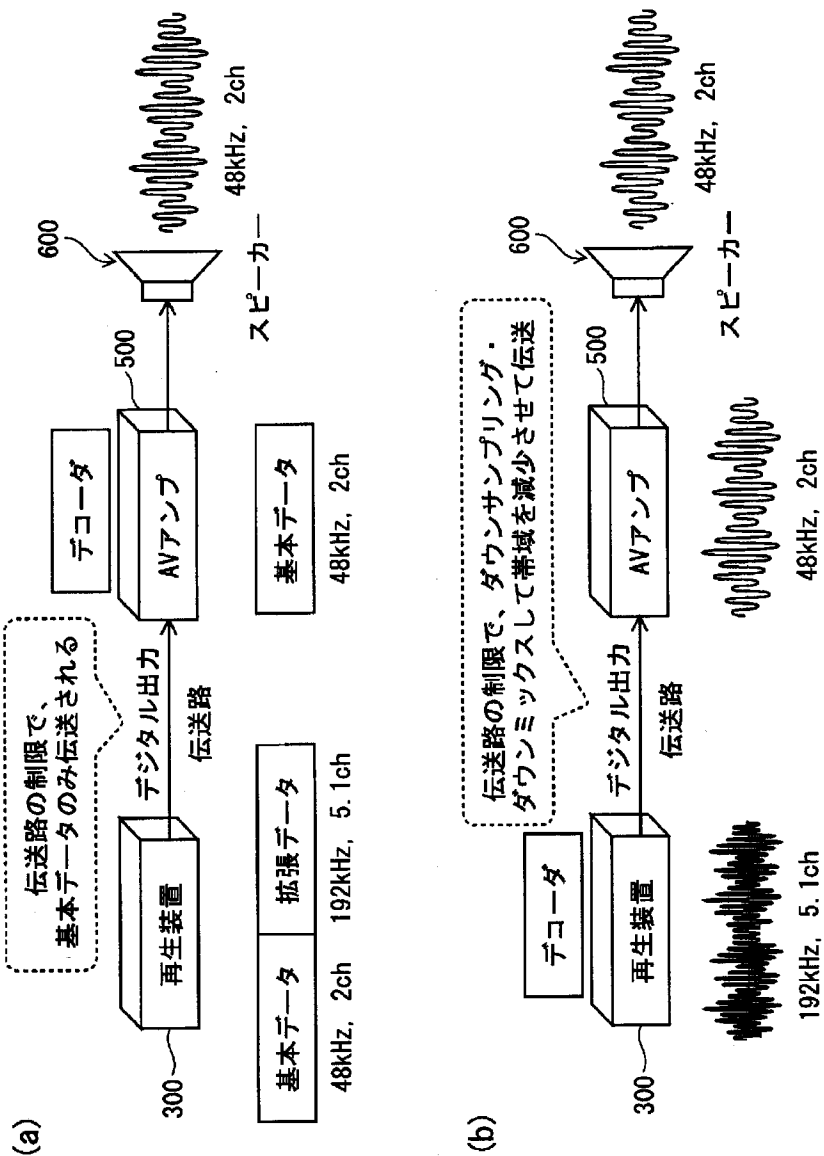 (a)
伝送路の制限で、
基本データのみ伝送される
デコーダ
300
再生装置
デジタル出力
伝送路
AVアンプ
500
600
スピーカー
48kHz, 2ch
基本データ
拡張データ
48kHz, 2ch
192kHz, 5.1ch
基本データ
48kHz, 2ch
(b)
伝送路の制限で、ダウンサンプリング・
ダウンミックスして帯域を減少させて伝送
デコーダ
300
再生装置
デジタル出力
伝送路
AVアンプ
500
600
スピーカー
48kHz, 2ch
192kHz, 5.1ch
48kHz, 2ch